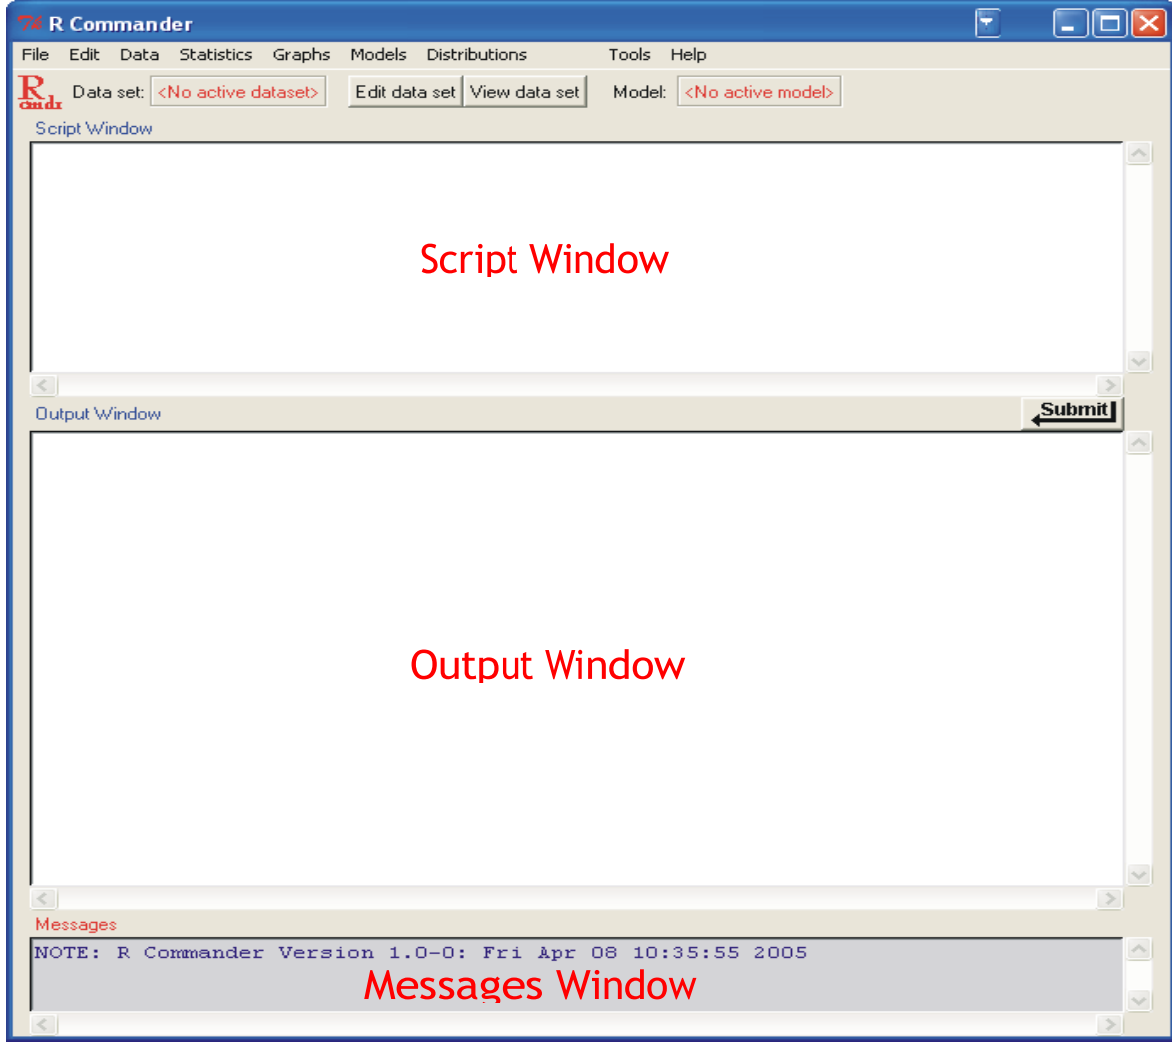 R Commander
File Edit Data Statistics Graphs Models Distributions Tools Help
R cmdr Data set: <No active dataset> Edit data set View data set Model: <No active model>
Script Window
Script Window
Output Window Submit
Output Window
Messages
NOTE: R Commander Version 1.0-0: Fri Apr 08 10:35:55 2005
Messages Window